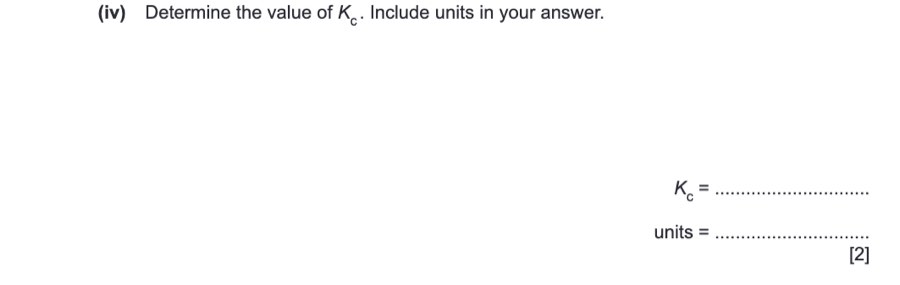 (iv) Determine the value of Kc. Include units in your answer.
Kc = ..............................
units = ..............................
[2]